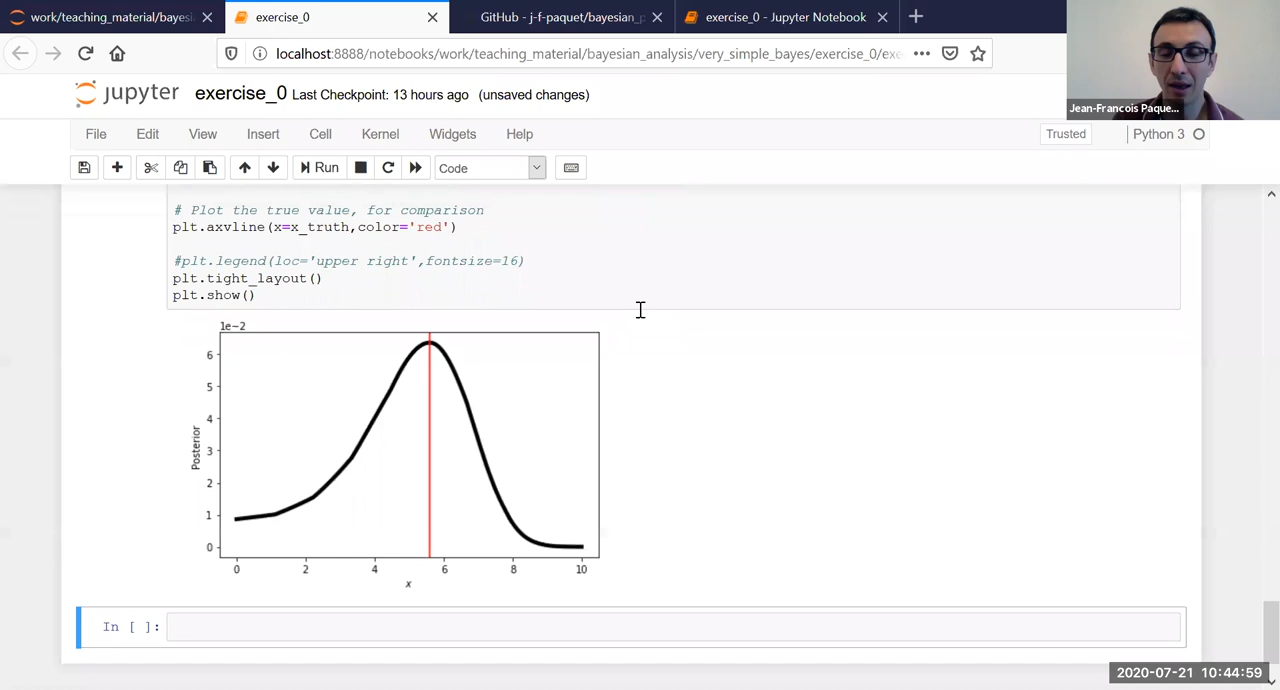 work/teaching_material/bayesi
exercise_0
GitHub - j-f-paquet/bayesian_p
exercise_0 - Jupyter Notebook
localhost:8888/notebooks/work/teaching_material/bayesian_analysis/very_simple_bayes/exercise_0/exe
Jean-Francois Paque...
jupyter exercise_0 Last Checkpoint: 13 hours ago (unsaved changes)
File Edit View Insert Cell Kernel Widgets Help Trusted Python 3
Run Code
# Plot the true value, for comparison
plt.axvline(x=x_truth,color='red')
#plt.legend(loc='upper right',fontsize=16)
plt.tight_layout()
plt.show()
1e−2
6
5
4
3
2
1
0
Posterior
0 2 4 6 8 10
x
In [ ]:
2020-07-21 10:44:59